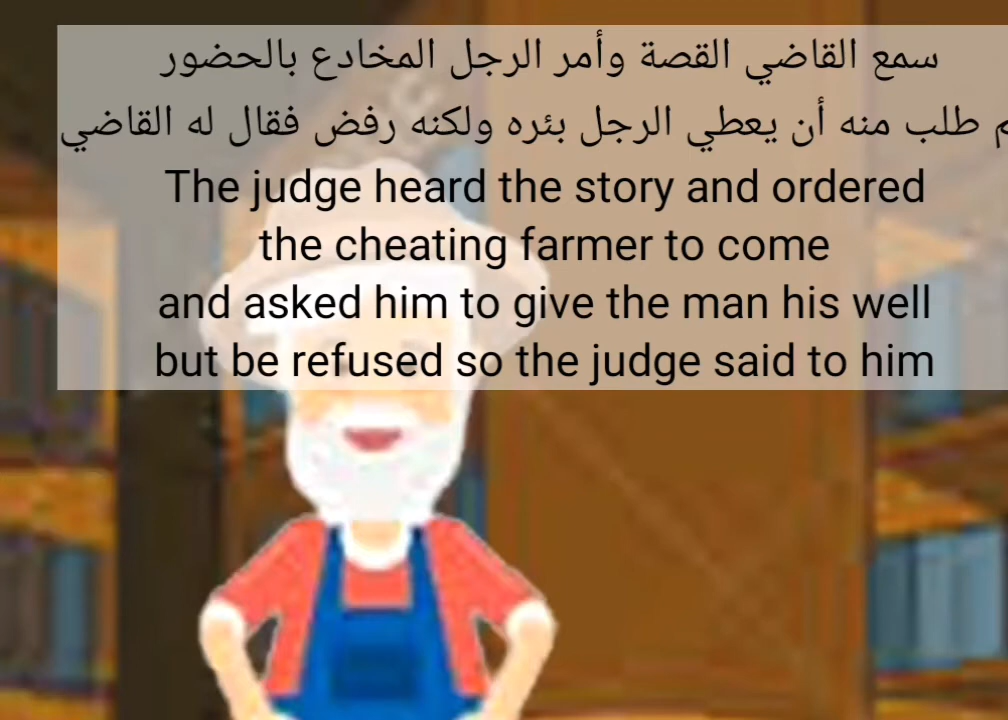 سمع القاضي القصة وأمر الرجل المخادع بالحضور
طلب منه أن يعطي الرجل بئره ولكنه رفض فقال له القاضي
The judge heard the story and ordered
the cheating farmer to come
and asked him to give the man his well
but be refused so the judge said to him